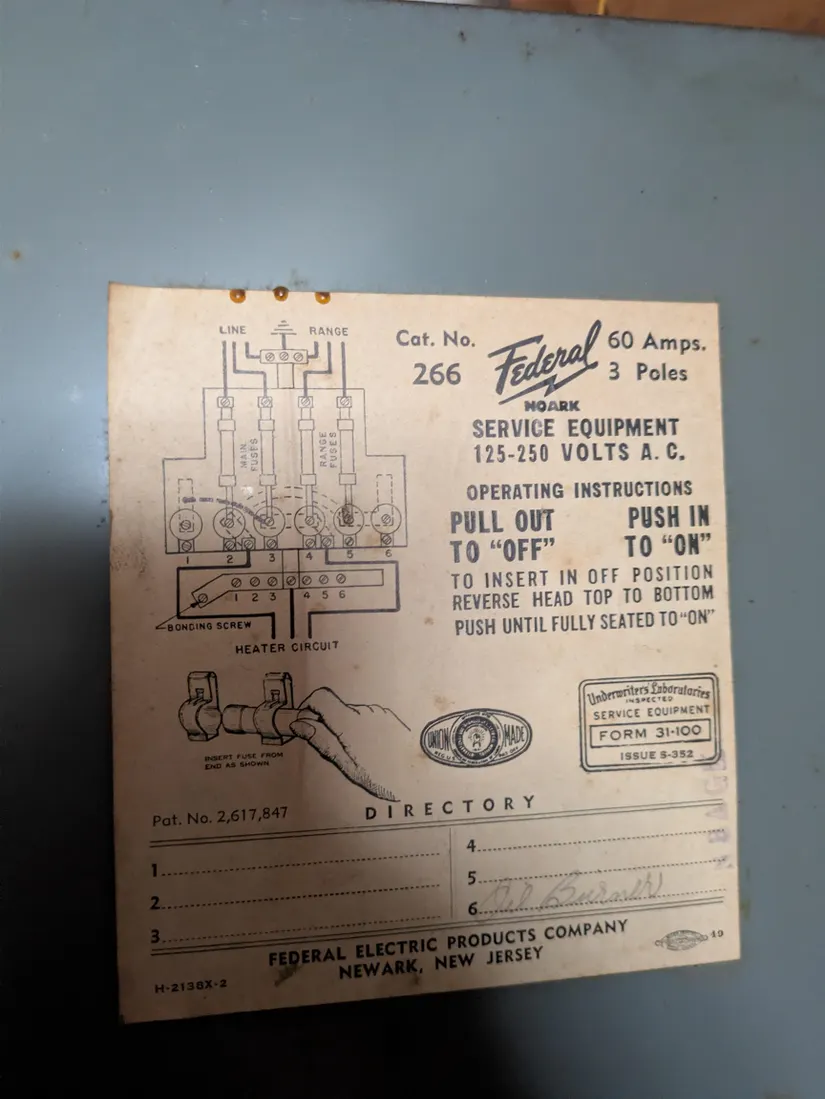 LINE
RANGE
MAIN FUSES
RANGE FUSES
1 2 3 4 5 6
1 2 3 4 5 6
BONDING SCREW
HEATER CIRCUIT
Cat. No.
266
Federal
NOARK
60 Amps.
3 Poles
SERVICE EQUIPMENT
125-250 VOLTS A.C.
OPERATING INSTRUCTIONS
PULL OUT
TO "OFF"
PUSH IN
TO "ON"
TO INSERT IN OFF POSITION
REVERSE HEAD TOP TO BOTTOM
PUSH UNTIL FULLY SEATED TO "ON"
INSERT FUSE FROM
END AS SHOWN
UNION MADE
Underwriters' Laboratories
INSPECTED
SERVICE EQUIPMENT
FORM 31-100
ISSUE S-352
Pat. No. 2,617,847
DIRECTORY
1
2
3
4
5
6 Oil Burner
FEDERAL ELECTRIC PRODUCTS COMPANY
NEWARK, NEW JERSEY
H-2138X-2